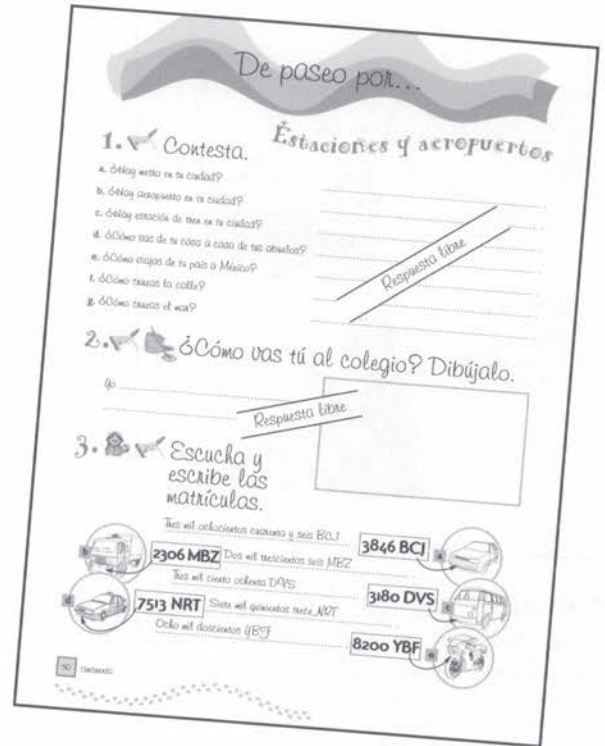 De paseo por...
Estaciones y aeropuertos
1. Contesta.
a. ¿Hay metro en tu ciudad?
b. ¿Hay aeropuerto en tu ciudad?
c. ¿Hay estación de tren en tu ciudad?
d. ¿Cómo vas de tu casa a casa de tus abuelos?
e. ¿Cómo viajas de tu país a México?
f. ¿Cómo cruzas la calle?
g. ¿Cómo cruzas el mar?
Respuesta libre
2. ¿Cómo vas tú al colegio? Dibújalo.
Yo
Respuesta libre
3. Escucha y
escribe las
matrículas.
Tres mil ochocientos cuarenta y seis BCJ
3846 BCJ
2306 MBZ Dos mil trescientos seis MBZ
Tres mil ciento ochenta DVS
3180 DVS
7513 NRT Siete mil quinientos trece NRT
Ocho mil doscientos YBF
8200 YBF
50